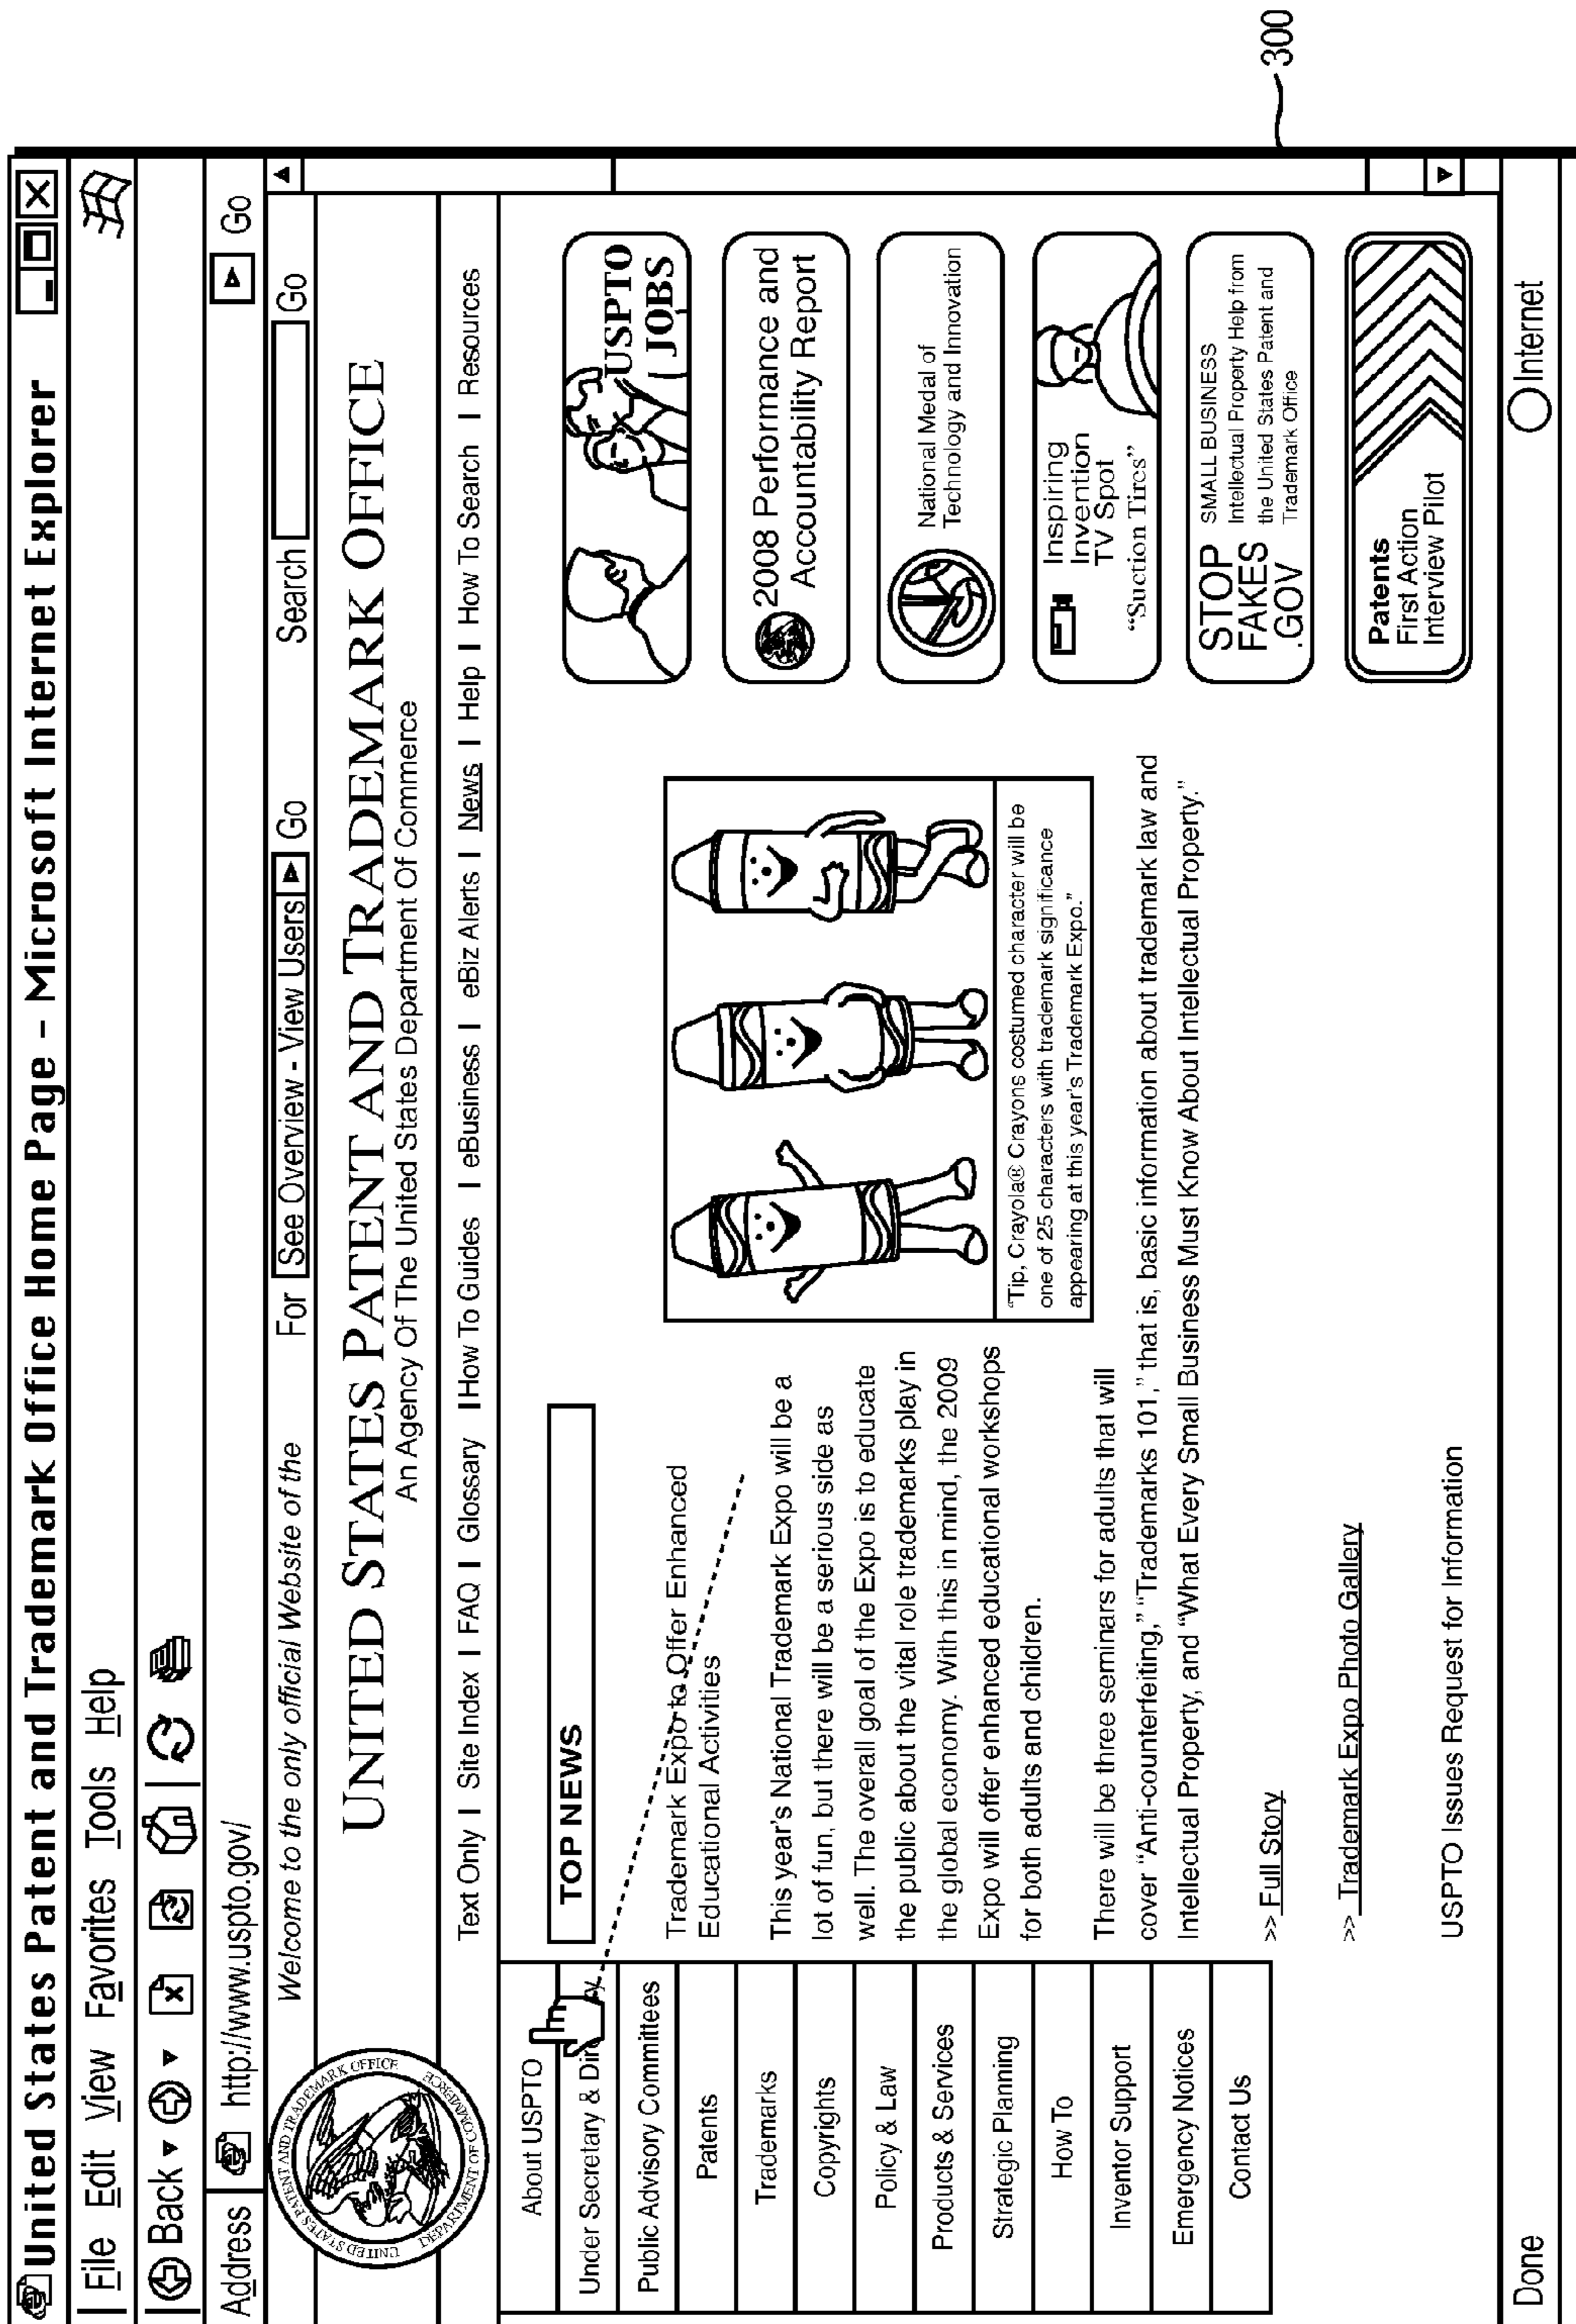 United States Patent and Trademark Office Home Page – Microsoft Internet Explorer
File Edit View Favorites Tools Help
Back
Address http://www.uspto.gov/ Go
Welcome to the only official Website of the For See Overview - View Users Go Search Go
UNITED STATES PATENT AND TRADEMARK OFFICE
An Agency Of The United States Department Of Commerce
UNITED STATES PATENT AND TRADEMARK OFFICE
DEPARTMENT OF COMMERCE
Text Only I Site Index I FAQ I Glossary I How To Guides I eBusiness I eBiz Alerts I News I Help I How To Search I Resources
About USPTO
Under Secretary & Dir
Public Advisory Committees
Patents
Trademarks
Copyrights
Policy & Law
Products & Services
Strategic Planning
How To
Inventor Support
Emergency Notices
Contact Us
TOP NEWS
Trademark Expo to Offer Enhanced
Educational Activities
This year's National Trademark Expo will be a
lot of fun, but there will be a serious side as
well. The overall goal of the Expo is to educate
the public about the vital role trademarks play in
the global economy. With this in mind, the 2009
Expo will offer enhanced educational workshops
for both adults and children.
"Tip, Crayola® Crayons costumed character will be
one of 25 characters with trademark significance
appearing at this year's Trademark Expo."
There will be three seminars for adults that will
cover "Anti-counterfeiting," "Trademarks 101," that is, basic information about trademark law and
Intellectual Property, and "What Every Small Business Must Know About Intellectual Property."
>> Full Story
>> Trademark Expo Photo Gallery
USPTO Issues Request for Information
USPTO
JOBS
2008 Performance and
Accountability Report
National Medal of
Technology and Innovation
Inspiring
Invention
TV Spot
"Suction Tires"
STOP
FAKES
.GOV
SMALL BUSINESS
Intellectual Property Help from
the United States Patent and
Trademark Office
Patents
First Action
Interview Pilot
Done Internet
300